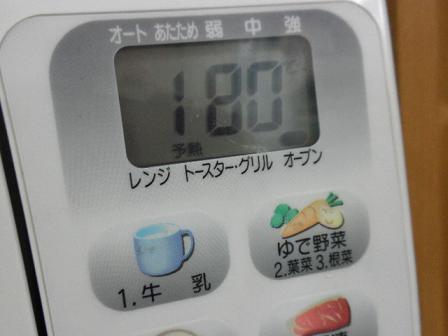 オート あたため 弱 中 強
180
予熱
レンジ トースター・グリル オーブン
1.牛 乳
ゆで野菜
2.葉菜 3.根菜